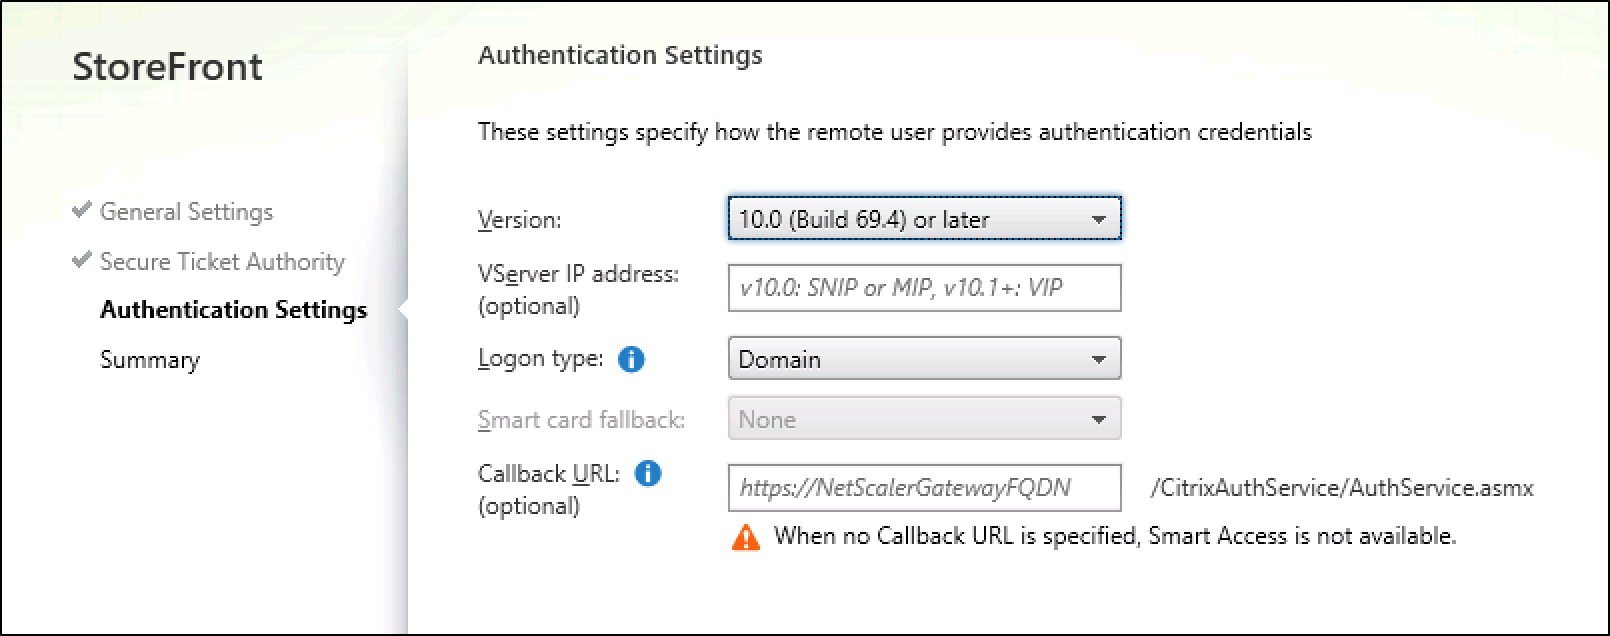 StoreFront
General Settings
Secure Ticket Authority
Authentication Settings
Summary
Authentication Settings
These settings specify how the remote user provides authentication credentials
Version:
10.0 (Build 69.4) or later
VServer IP address:
(optional)
v10.0: SNIP or MIP, v10.1+: VIP
Logon type:
Domain
Smart card fallback:
None
Callback URL:
(optional)
https://NetScalerGatewayFQDN
/CitrixAuthService/AuthService.asmx
When no Callback URL is specified, Smart Access is not available.